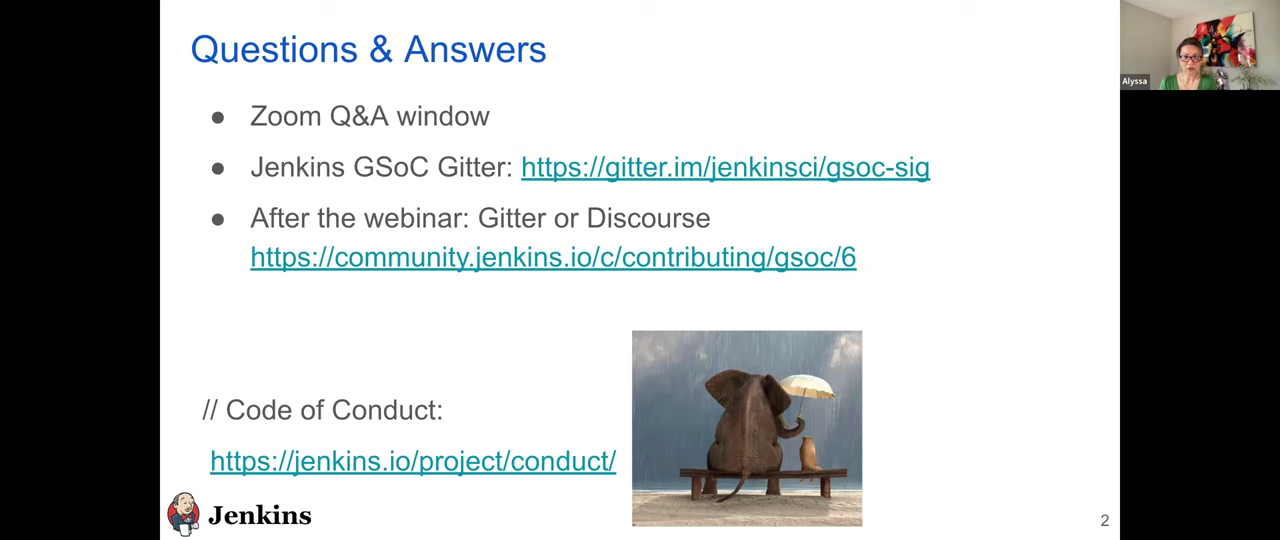 Questions & Answers
● Zoom Q&A window
● Jenkins GSoC Gitter: https://gitter.im/jenkinsci/gsoc-sig
● After the webinar: Gitter or Discourse
https://community.jenkins.io/c/contributing/gsoc/6
// Code of Conduct:
https://jenkins.io/project/conduct/
Jenkins
2
Alyssa